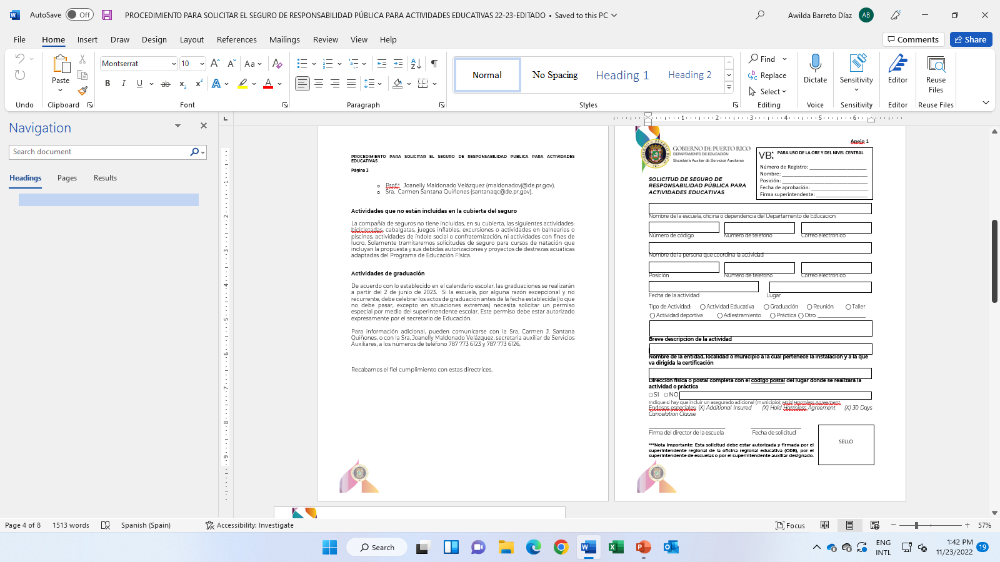 AutoSave Off PROCEDIMIENTO PARA SOLICITAR EL SEGURO DE RESPONSABILIDAD PÚBLICA PARA ACTIVIDADES EDUCATIVAS 22-23-EDITADO • Saved to this PC Awilda Barreto Díaz AB
File Home Insert Draw Design Layout References Mailings Review View Help Comments Share
Paste
Montserrat 10
Normal No Spacing Heading 1 Heading 2
Find
Replace
Select
Dictate Sensitivity Editor Reuse Files
Undo Clipboard Font Paragraph Styles Editing Voice Sensitivity Editor Reuse Files
Navigation
Search document
Headings Pages Results
PROCEDIMIENTO PARA SOLICITAR EL SEGURO DE RESPONSABILIDAD PUBLICA PARA ACTIVIDADES
EDUCATIVAS
Página 3
o Prof.ª Joanelly Maldonado Velázquez (maldonadovj@de.pr.gov).
o Sra. Carmen Santana Quiñones (santanaqc@de.pr.gov).
Actividades que no están incluidas en la cubierta del seguro
La compañía de seguros no tiene incluidas, en su cubierta, las siguientes actividades:
bicicletadas, cabalgatas, juegos inflables, excursiones o actividades en balnearios o
piscinas, actividades de índole social o confraternización, ni actividades con fines de
lucro. Solamente tramitaremos solicitudes de seguro para cursos de natación que
incluyan la propuesta y sus debidas autorizaciones y proyectos de destrezas acuáticas
adaptadas del Programa de Educación Física.
Actividades de graduación
De acuerdo con lo establecido en el calendario escolar, las graduaciones se realizarán
a partir del 2 de junio de 2023. Si la escuela, por alguna razón excepcional y no
recurrente, debe celebrar los actos de graduación antes de la fecha establecida (lo que
no debe pasar, excepto en situaciones extremas) necesita solicitar un permiso
especial por medio del superintendente escolar. Este permiso debe estar autorizado
expresamente por el secretario de Educación.
Para información adicional, pueden comunicarse con la Sra. Carmen J. Santana
Quiñones, o con la Sra. Joanelly Maldonado Velázquez, secretaria auxiliar de Servicios
Auxiliares, a los números de teléfono 787 773 6123 y 787 773 6126.
Recabamos el fiel cumplimiento con estas directrices.
Anejo 1
GOBIERNO DE PUERTO RICO
DEPARTAMENTO DE EDUCACIÓN
Secretaría Auxiliar de Servicios Auxiliares
VB: PARA USO DE LA ORE Y DEL NIVEL CENTRAL
Número de Registro:
Nombre:
Posición:
Fecha de aprobación:
Firma superintendente:
SOLICITUD DE SEGURO DE
RESPONSABILIDAD PÚBLICA PARA
ACTIVIDADES EDUCATIVAS
Nombre de la escuela, oficina o dependencia del Departamento de Educación
Número de código Número de teléfono Correo electrónico
Nombre de la persona que coordina la actividad
Posición Número de teléfono Correo electrónico
Fecha de la actividad Lugar
Tipo de Actividad: Actividad Educativa Graduación Reunión Taller
Actividad deportiva Adiestramiento Práctica Otro:
Breve descripción de la actividad
Nombre de la entidad, localidad o municipio a la cual pertenece la instalación y a la que
va dirigida la certificación
Dirección física o postal completa con el código postal del lugar donde se realizará la
actividad o práctica
SI NO
Indique si hay que incluir un asegurado adicional (municipio); Hold Harmless Agreement
Endosos especiales: (X) Additional Insured (X) Hold Harmless Agreement (X) 30 Days
Cancelation Clause
Firma del director de la escuela Fecha de solicitud
SELLO
***Nota Importante: Esta solicitud debe estar autorizada y firmada por el
superintendente regional de la oficina regional educativa (ORE), por el
superintendente de escuelas o por el superintendente auxiliar designado.
Page 4 of 8 1513 words Spanish (Spain) Accessibility: Investigate Focus 57%
Search
ENG
INTL
1:42 PM
11/23/2022
19